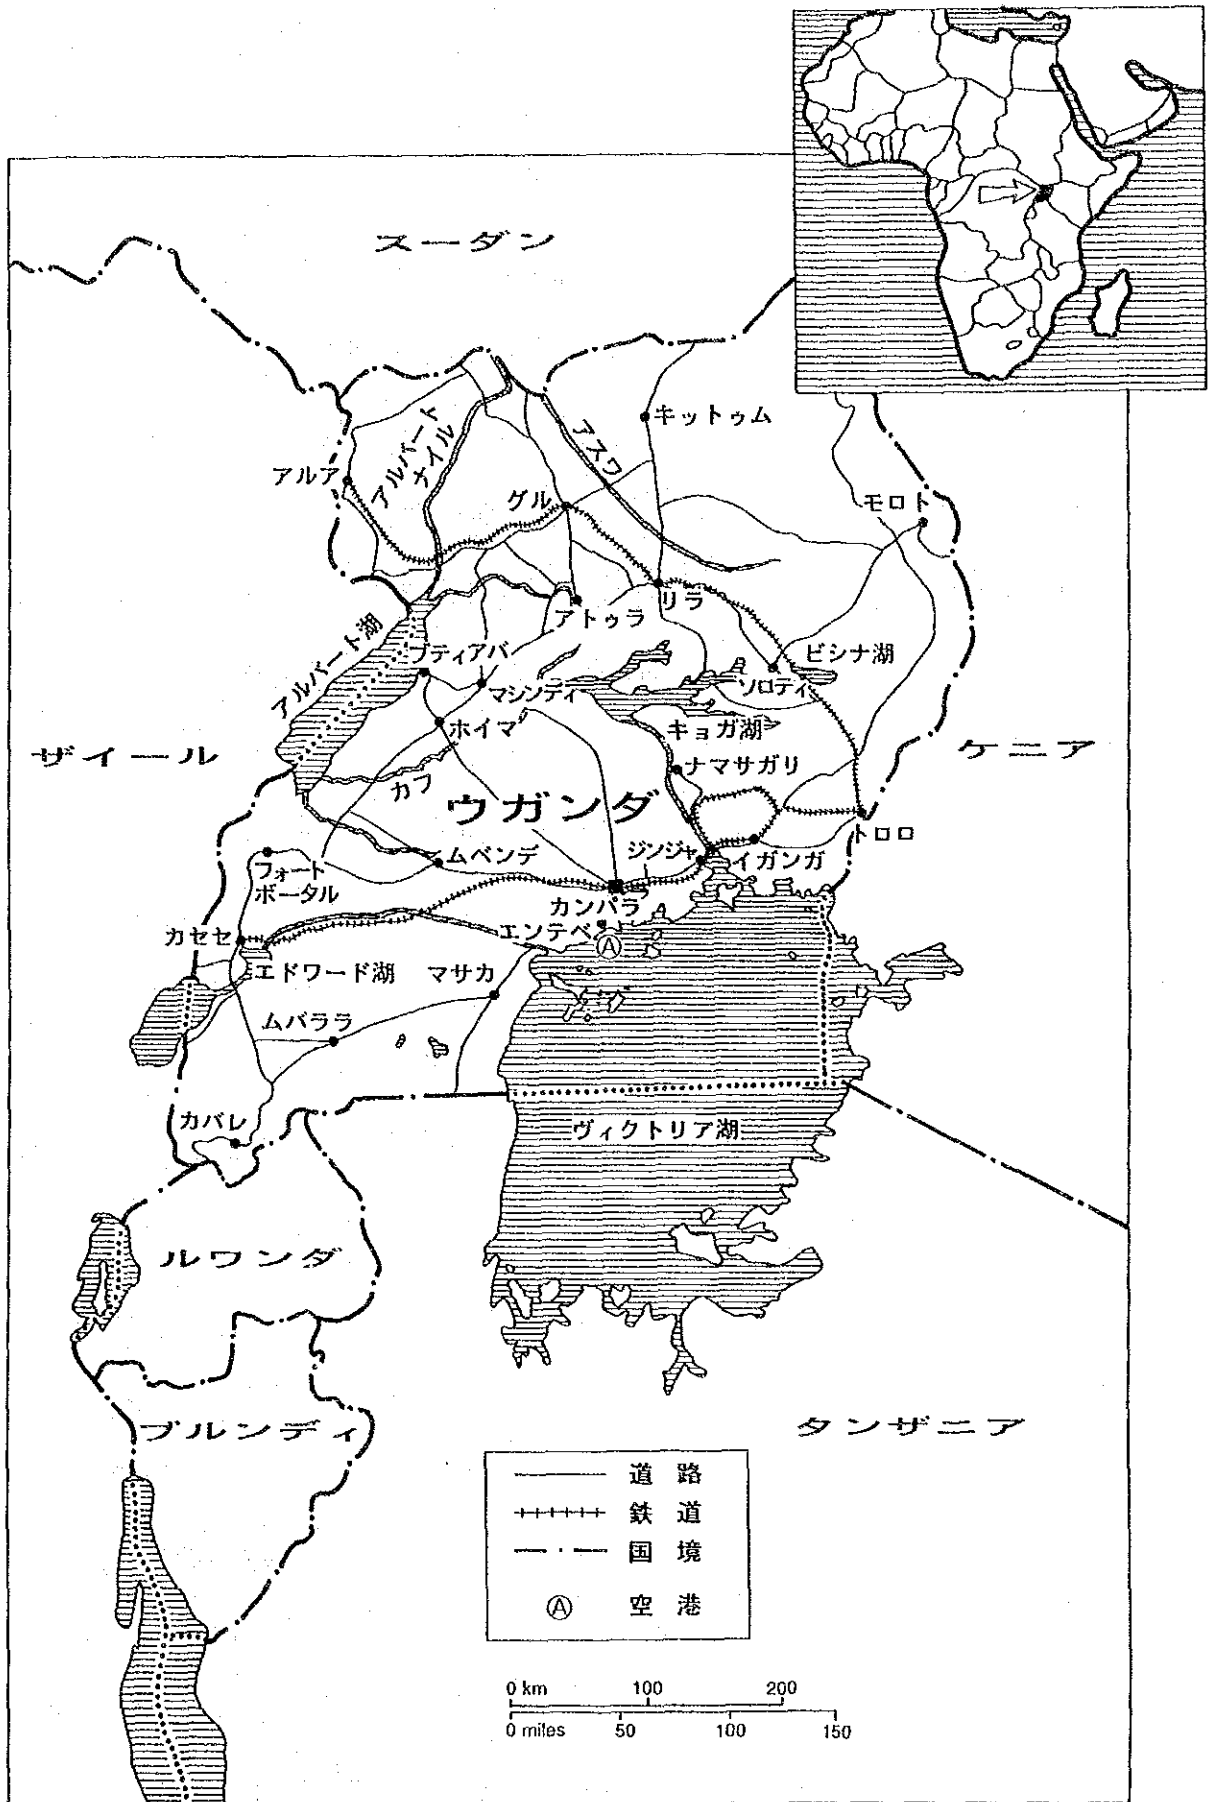 スーダン
キットゥム
アルバート
ナイル
アスワ
アルア
グル
モロト
リラ
アトゥラ
アルバート湖
ブティアバ
ビシナ湖
マシンディ
ソロティ
ホイマ
キョガ湖
ザイール
ケニア
ナマサガリ
カフ
ウガンダ
トロロ
ムベンデ
ジンジャ
イガンガ
フォート
ポータル
カンパラ
カセセ
エンテベ
A
エドワード湖
マサカ
ムバララ
カバレ
ヴィクトリア湖
ルワンダ
ブルンディ
タンザニア
道路
鉄道
国境
A 空港
0 km 100 200
0 miles 50 100 150